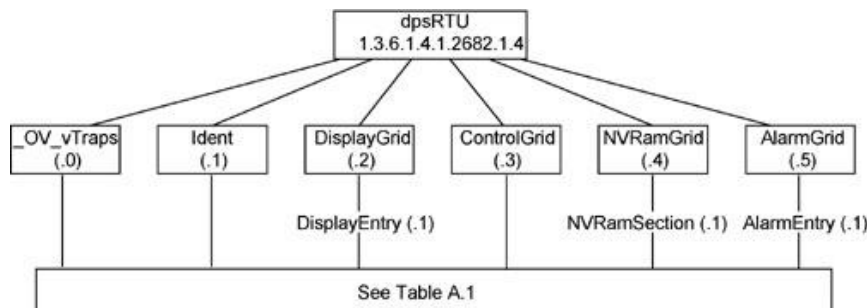 dpsRTU
1.3.6.1.4.1.2682.1.4
_OV_vTraps
(.0)
Ident
(.1)
DisplayGrid
(.2)
ControlGrid
(.3)
NVRamGrid
(.4)
AlarmGrid
(.5)
DisplayEntry (.1)
NVRamSection (.1)
AlarmEntry (.1)
See Table A.1